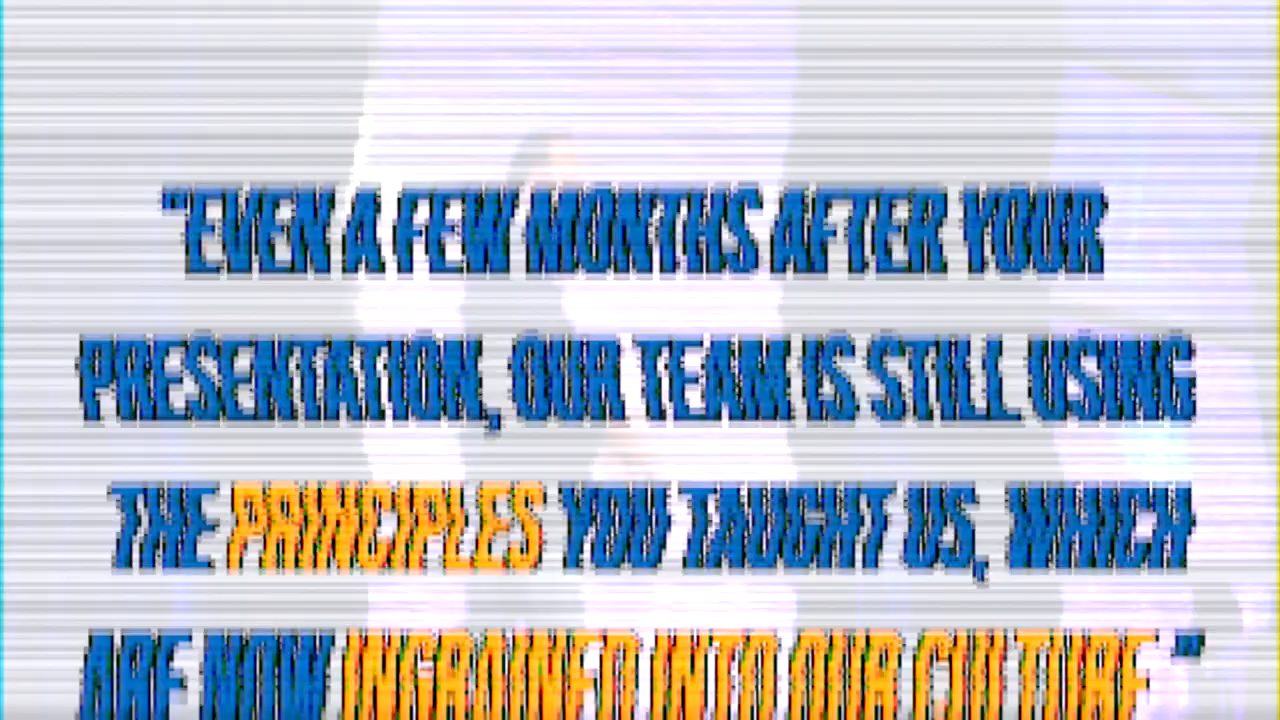 "EVEN A FEW MONTHS AFTER YOUR
PRESENTATION, OUR TEAM IS STILL USING
THE PRINCIPLES YOU TAUGHT US, WHICH
ARE NOW INGRAINED INTO OUR CULTURE."